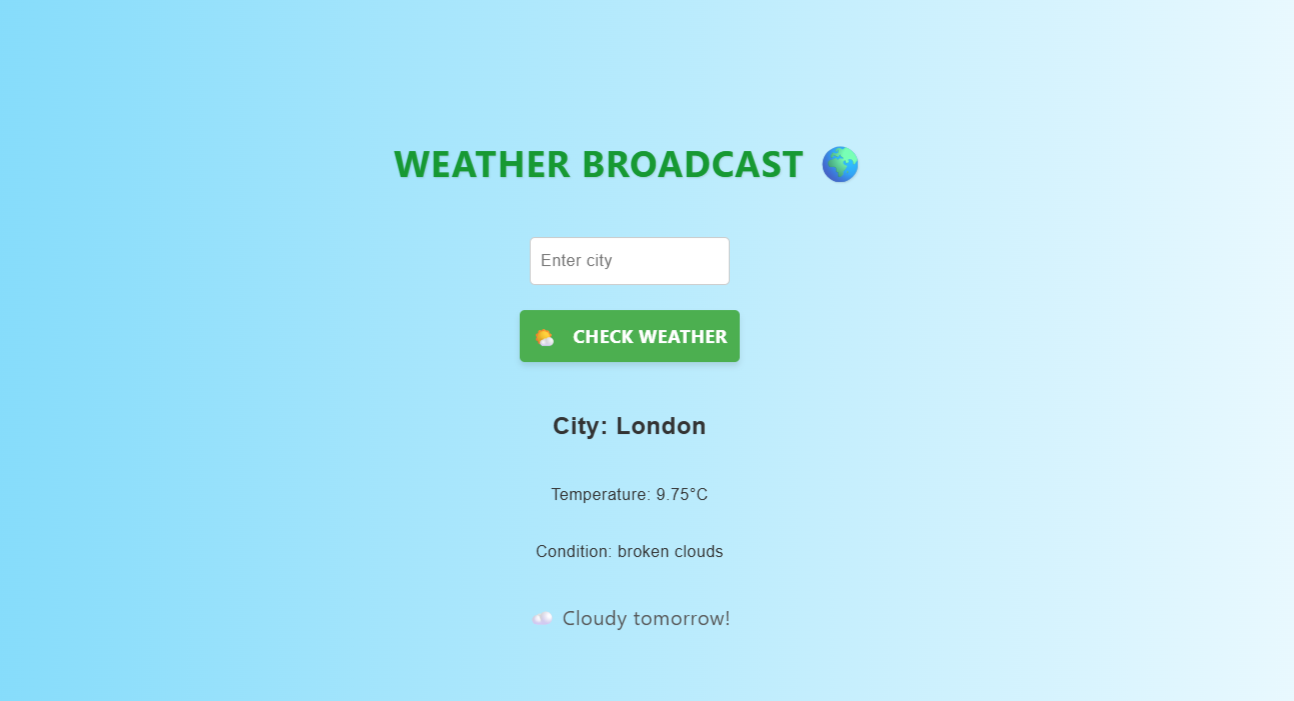 WEATHER BROADCAST 🌍
Enter city
🌤️ CHECK WEATHER
City: London
Temperature: 9.75°C
Condition: broken clouds
☁️ Cloudy tomorrow!